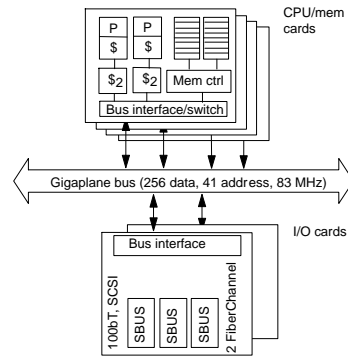 CPU/mem
cards
P P
$ $
$2 $2 Mem ctrl
Bus interface/switch
Gigaplane bus (256 data, 41 address, 83 MHz)
I/O cards
Bus interface
100bT, SCSI
SBUS
SBUS
SBUS
2 FiberChannel